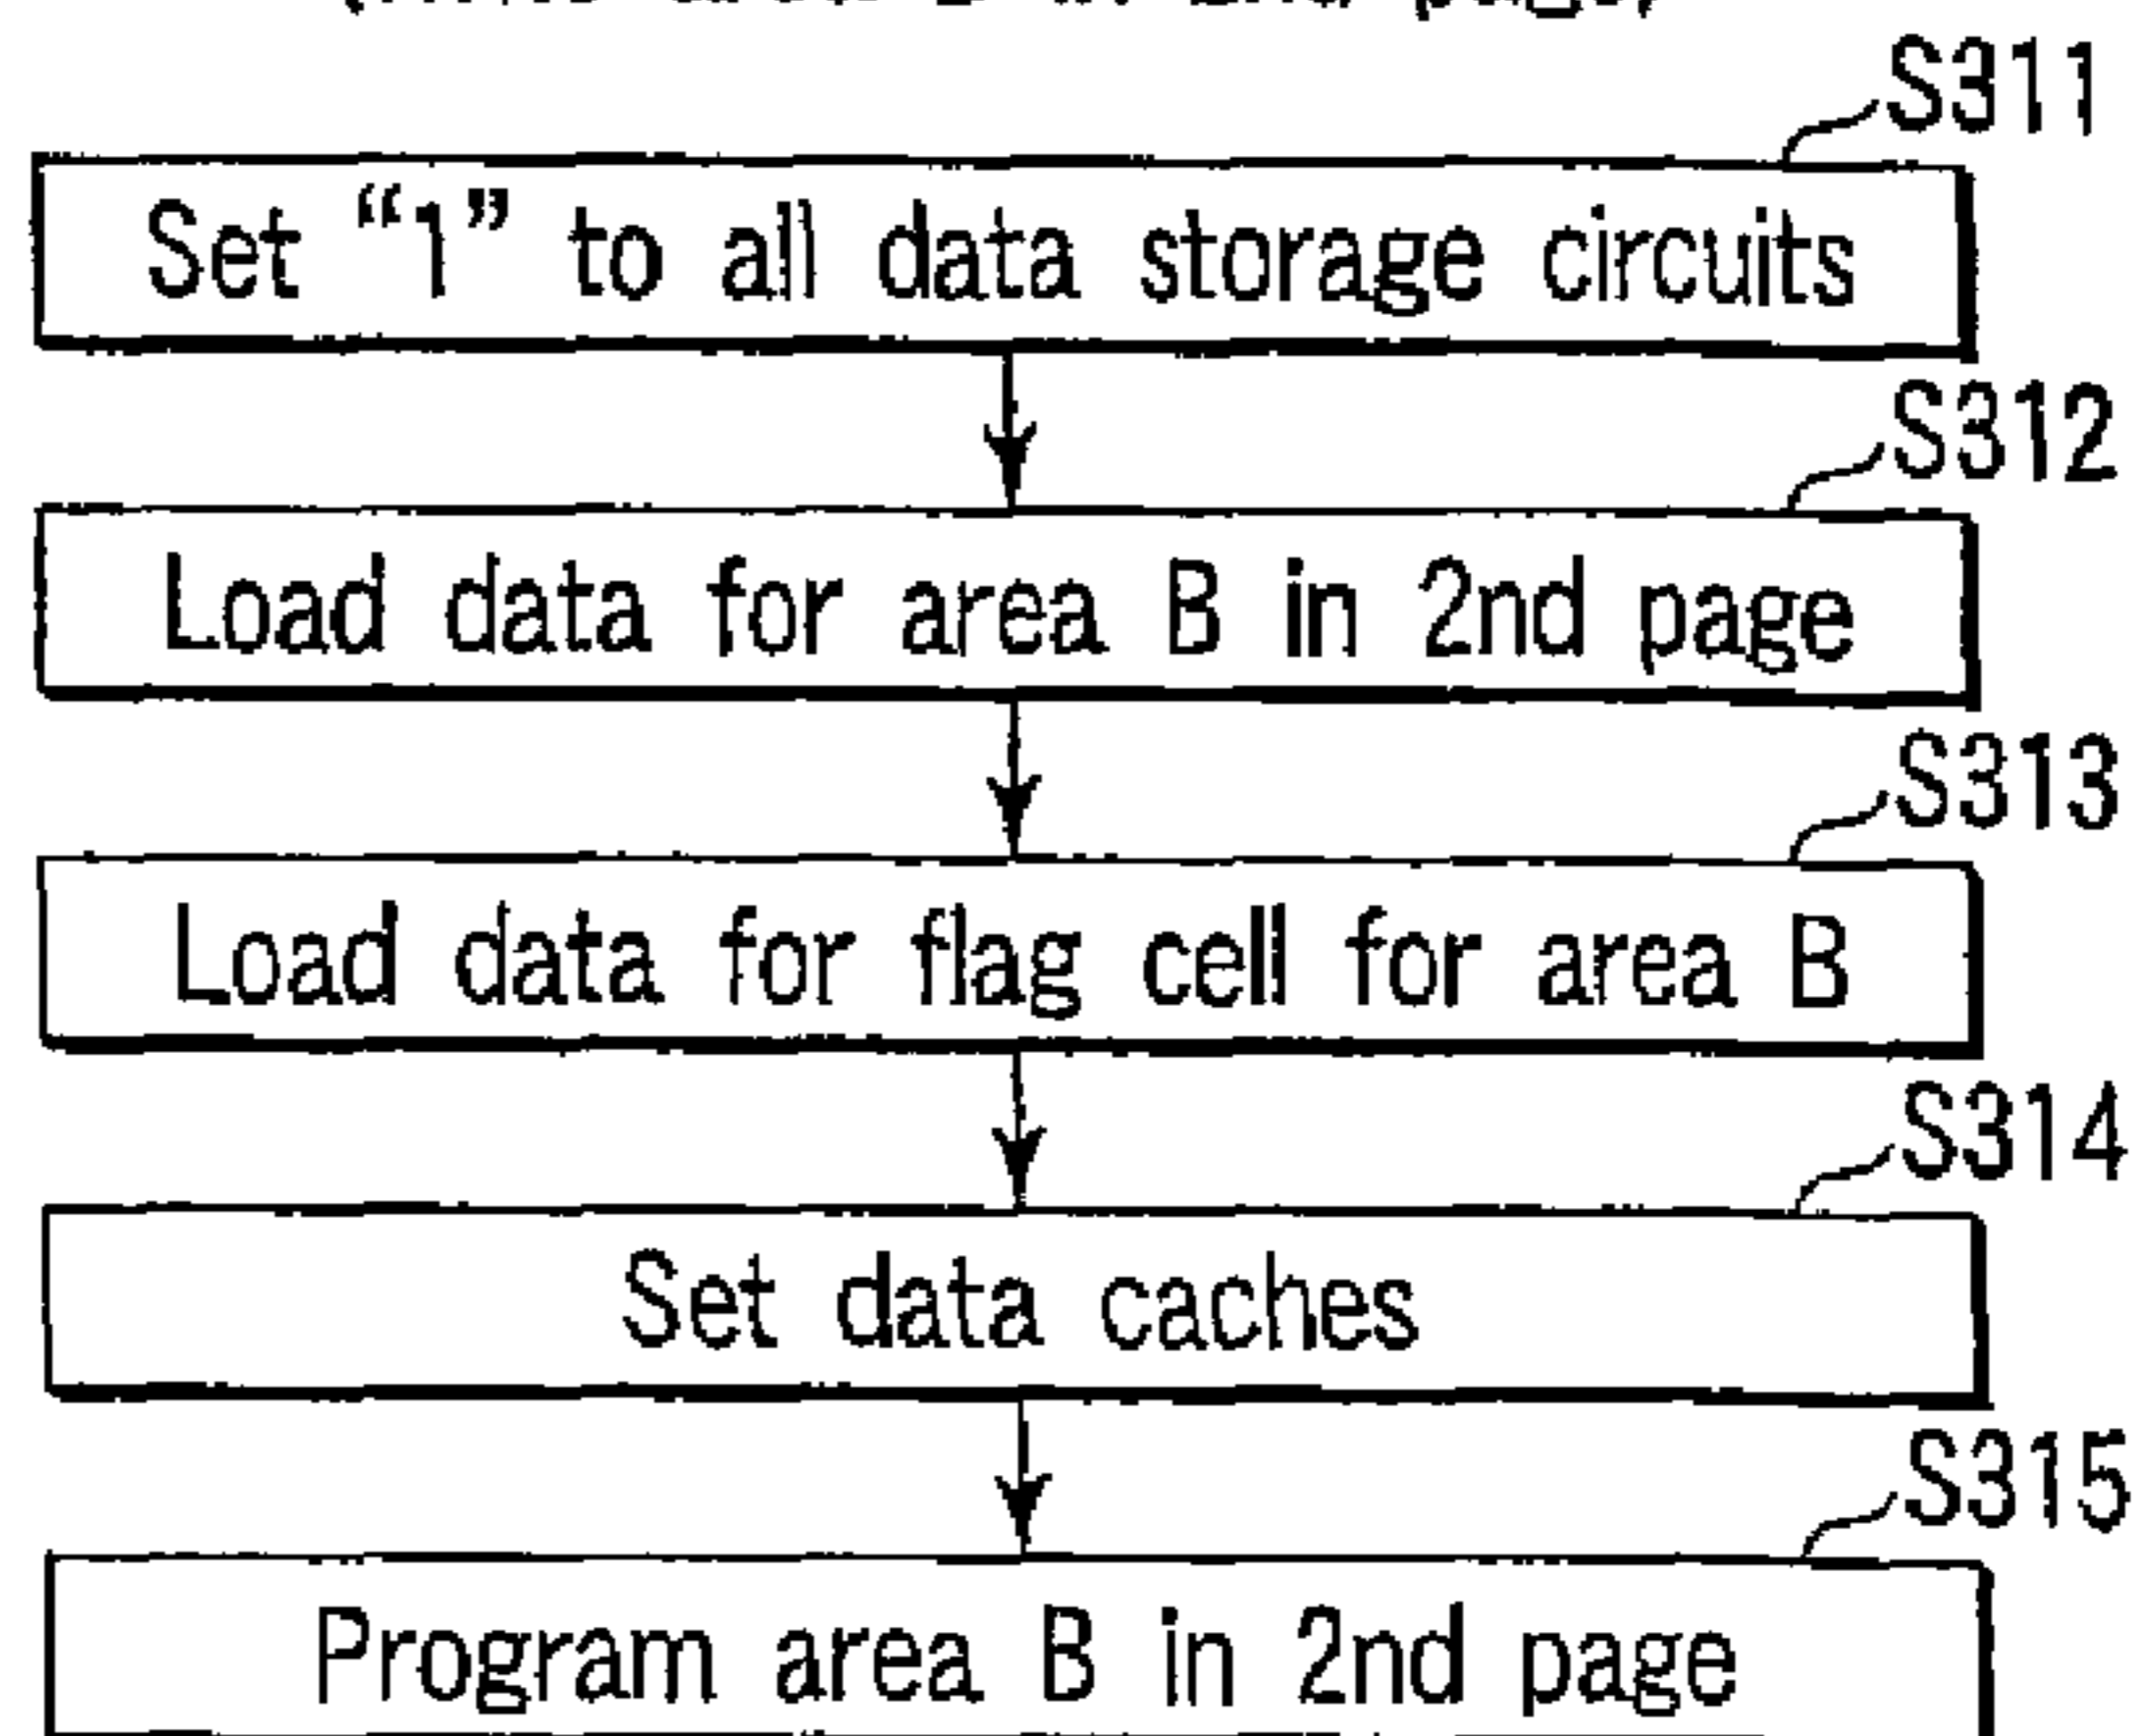 S311
Set “1” to all data storage circuits
S312
Load data for area B in 2nd page
S313
Load data for flag cell for area B
S314
Set data caches
S315
Program area B in 2nd page